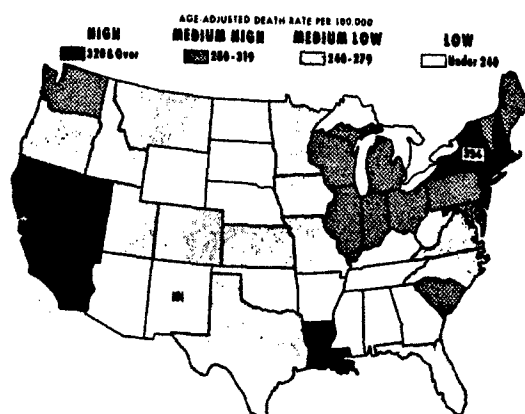 AGE-ADJUSTED DEATH RATE PER 100,000
HIGH MEDIUM HIGH MEDIUM LOW LOW
320 & Over 280-319 240-279 Under 240